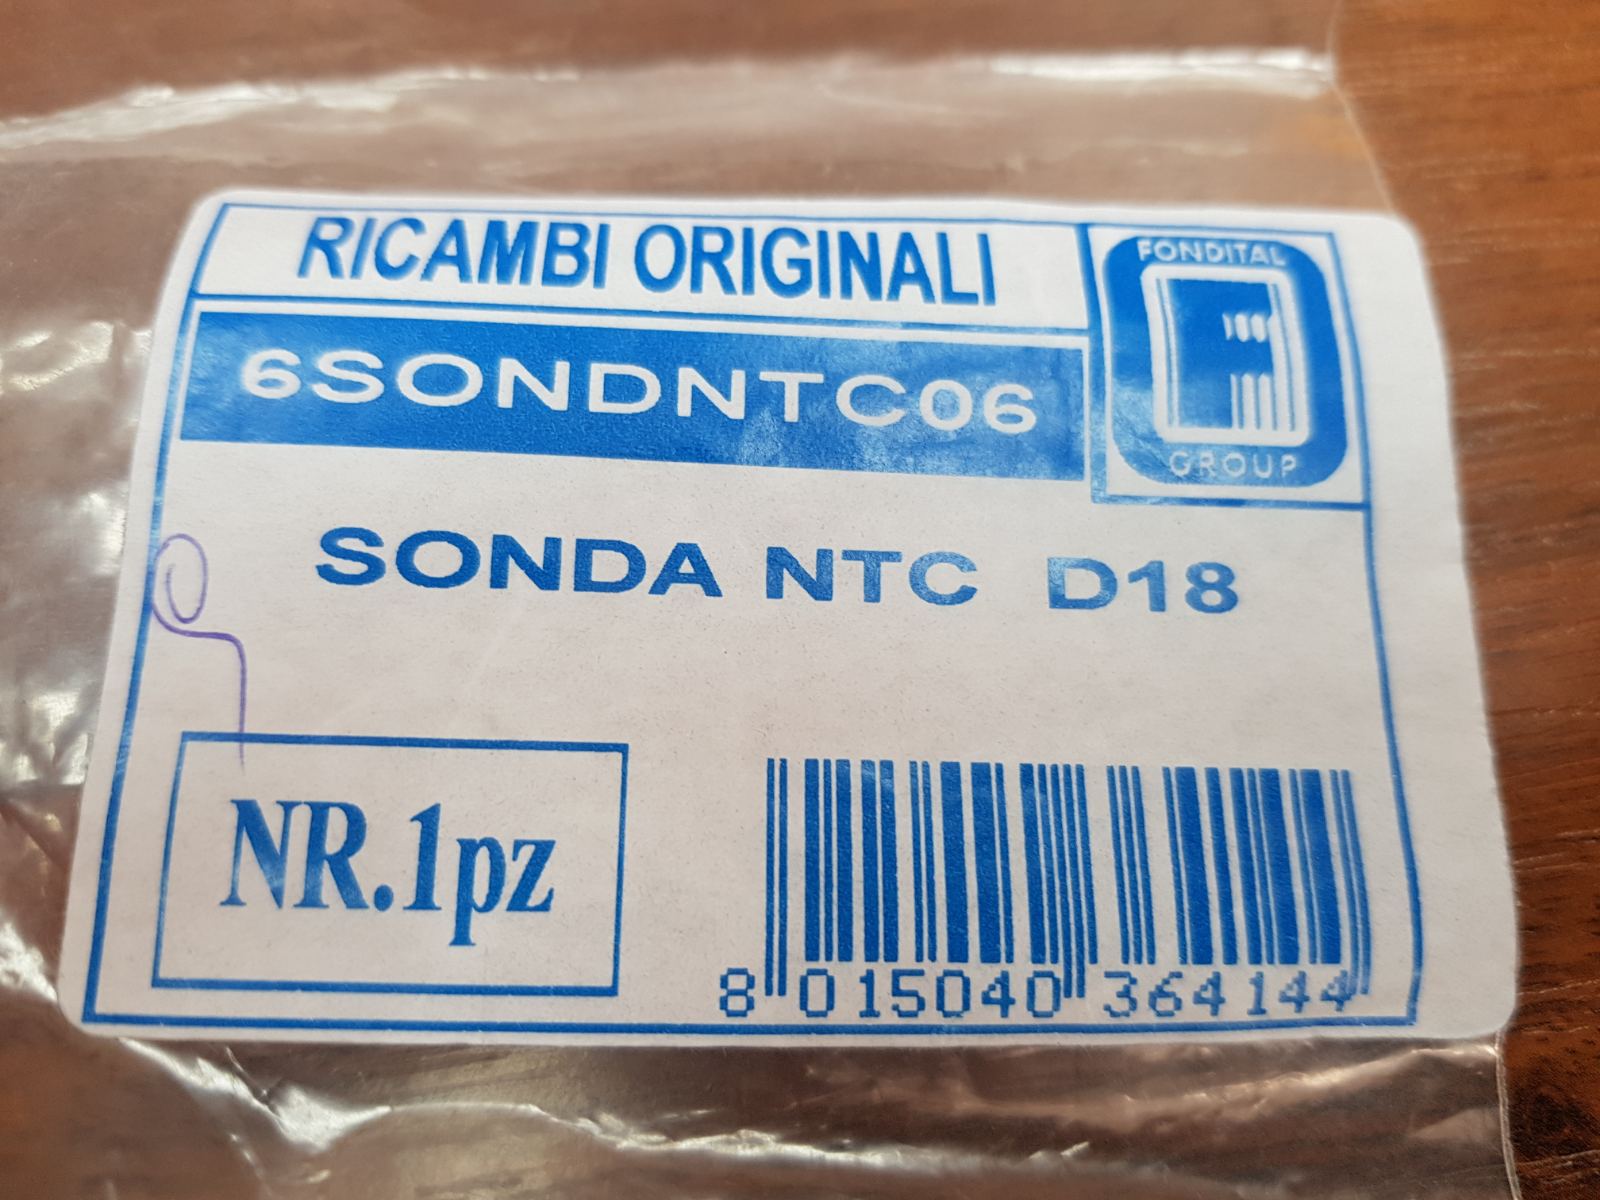 RICAMBI ORIGINALI
FONDITAL
GROUP
6SONDNTC06
SONDA NTC D18
NR.1pz
8 015040 364144